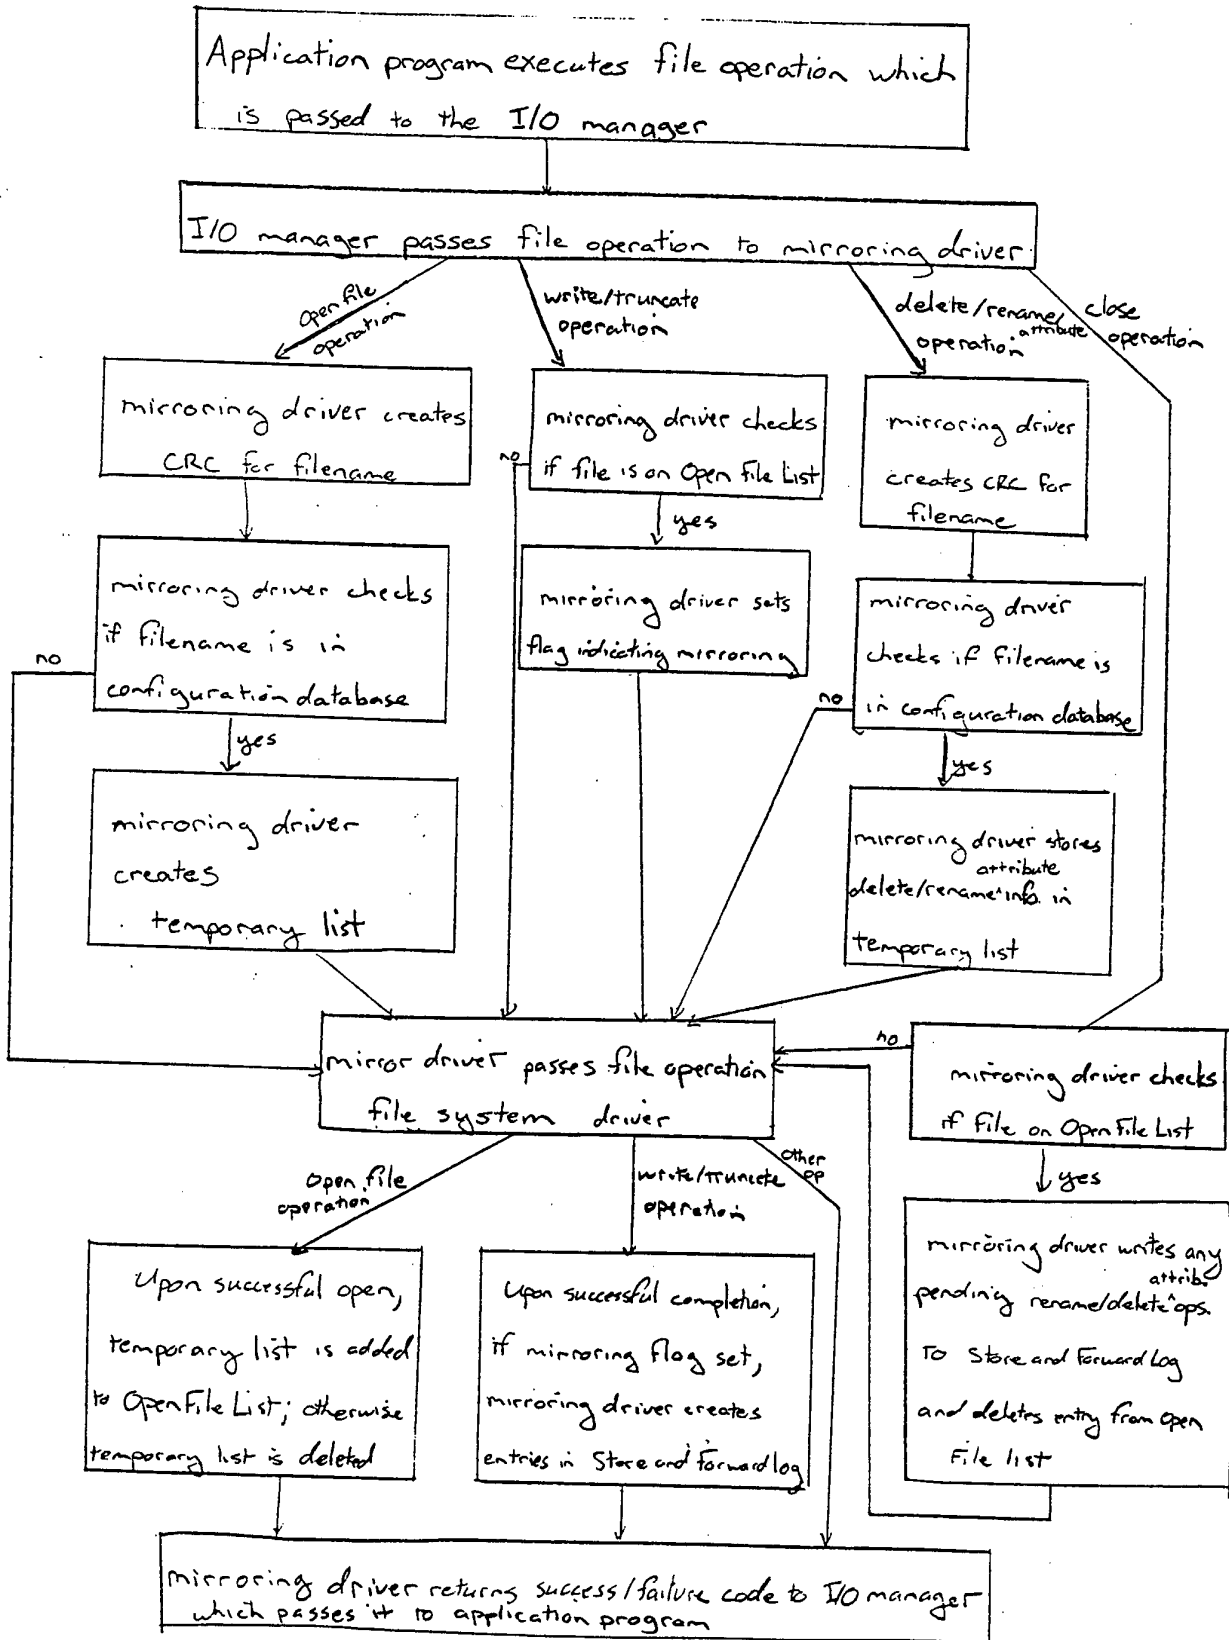 Application program executes file operation which
is passed to the I/O manager
I/O manager passes file operation to mirroring driver
open file
operation
write/truncate
operation
delete/rename/
attribute
operation
close
operation
mirroring driver creates
CRC for filename
mirroring driver checks
if file is on Open File List
no
yes
mirroring driver
creates CRC for
filename
mirroring driver checks
if filename is in
configuration database
no
yes
mirroring driver sets
flag indicating mirroring
mirroring driver
checks if filename is
in configuration database
no
yes
mirroring driver
creates
temporary list
mirroring driver stores
attribute
delete/rename^info. in
temporary list
mirror driver passes file operation
file system driver
no
mirroring driver checks
if file on Open File List
yes
open file
operation
write/truncate
operation
other
op
Upon successful open,
temporary list is added
to Open File List; otherwise
temporary list is deleted
Upon successful completion,
if mirroring flag set,
mirroring driver creates
entries in Store and Forward log
mirroring driver writes any
attrib.
pending rename/delete^ops.
to Store and Forward Log
and deletes entry from open
File list
mirroring driver returns success/failure code to I/O manager
which passes it to application program